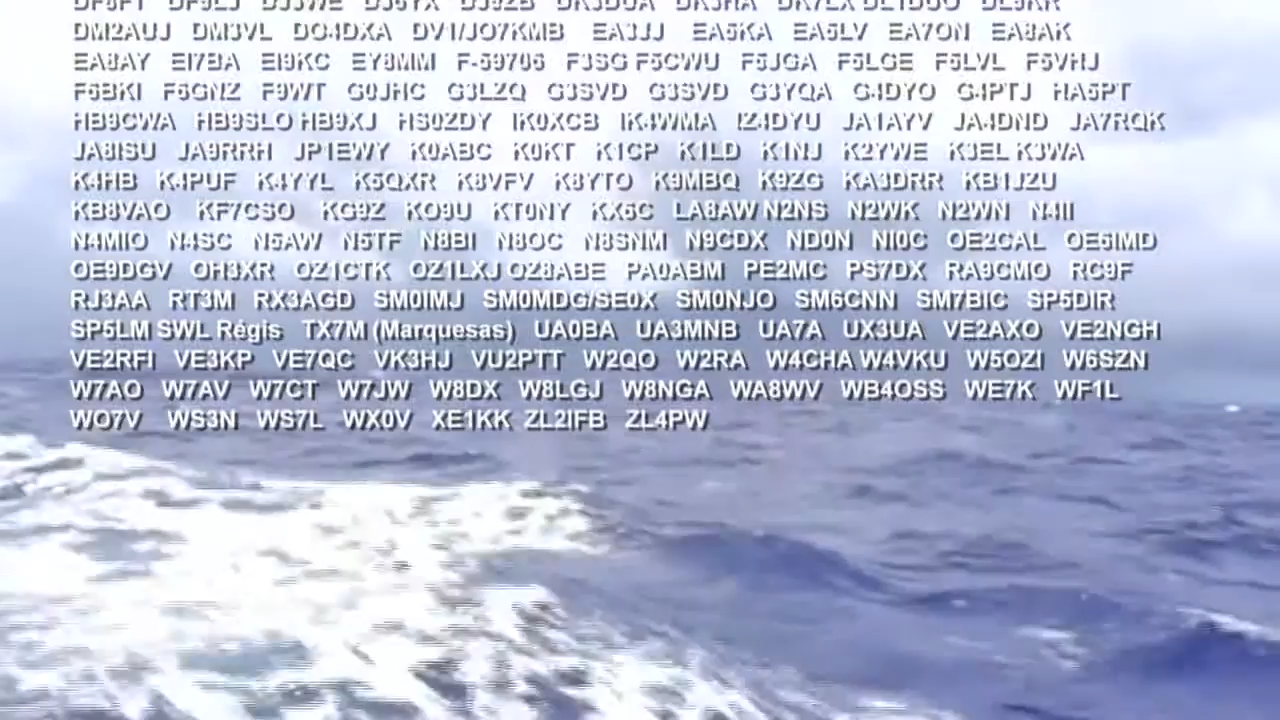 DM2AUJ DM3VL DO4DXA DV1/JO7KMB EA3JJ EA5KA EA5LV EA7ON EA8AK
EA8AY EI7BA EI9KC EY8MM F-59706 F3SG F5CWU F5JGA F5LGE F5LVL F5VHJ
F6BKI F6GNZ F9WT G0JHC G3LZQ G3SVD G3SVD G3YQA G4DYO G4PTJ HA5PT
HB9CWA HB9SLO HB9XJ HS0ZDY IK0XCB IK4WMA IZ4DYU JA1AYV JA4DND JA7RQK
JA8ISU JA9RRH JP1EWY K0ABC K0KT K1CP K1LD K1NJ K2YWE K3EL K3WA
K4HB K4PUF K4YYL K5QXR K8VFV K8YTO K9MBQ K9ZG KA3DRR KB1JZU
KB8VAO KF7CSO KG9Z KO9U KT0NY KX5C LA8AW N2NS N2WK N2WN N4II
N4MIO N4SC N5AW N5TF N8BI N8OC N8SNM N9CDX ND0N NI0C OE2CAL OE5IMD
OE9DGV OH3XR OZ1CTK OZ1LXJ OZ8ABE PA0ABM PE2MC PS7DX RA9CMO RC9F
RJ3AA RT3M RX3AGD SM0IMJ SM0MDG/SE0X SM0NJO SM6CNN SM7BIC SP5DIR
SP5LM SWL Régis TX7M (Marquesas) UA0BA UA3MNB UA7A UX3UA VE2AXO VE2NGH
VE2RFI VE3KP VE7QC VK3HJ VU2PTT W2QO W2RA W4CHA W4VKU W5OZI W6SZN
W7AO W7AV W7CT W7JW W8DX W8LGJ W8NGA WA8WV WB4OSS WE7K WF1L
WO7V WS3N WS7L WX0V XE1KK ZL2IFB ZL4PW